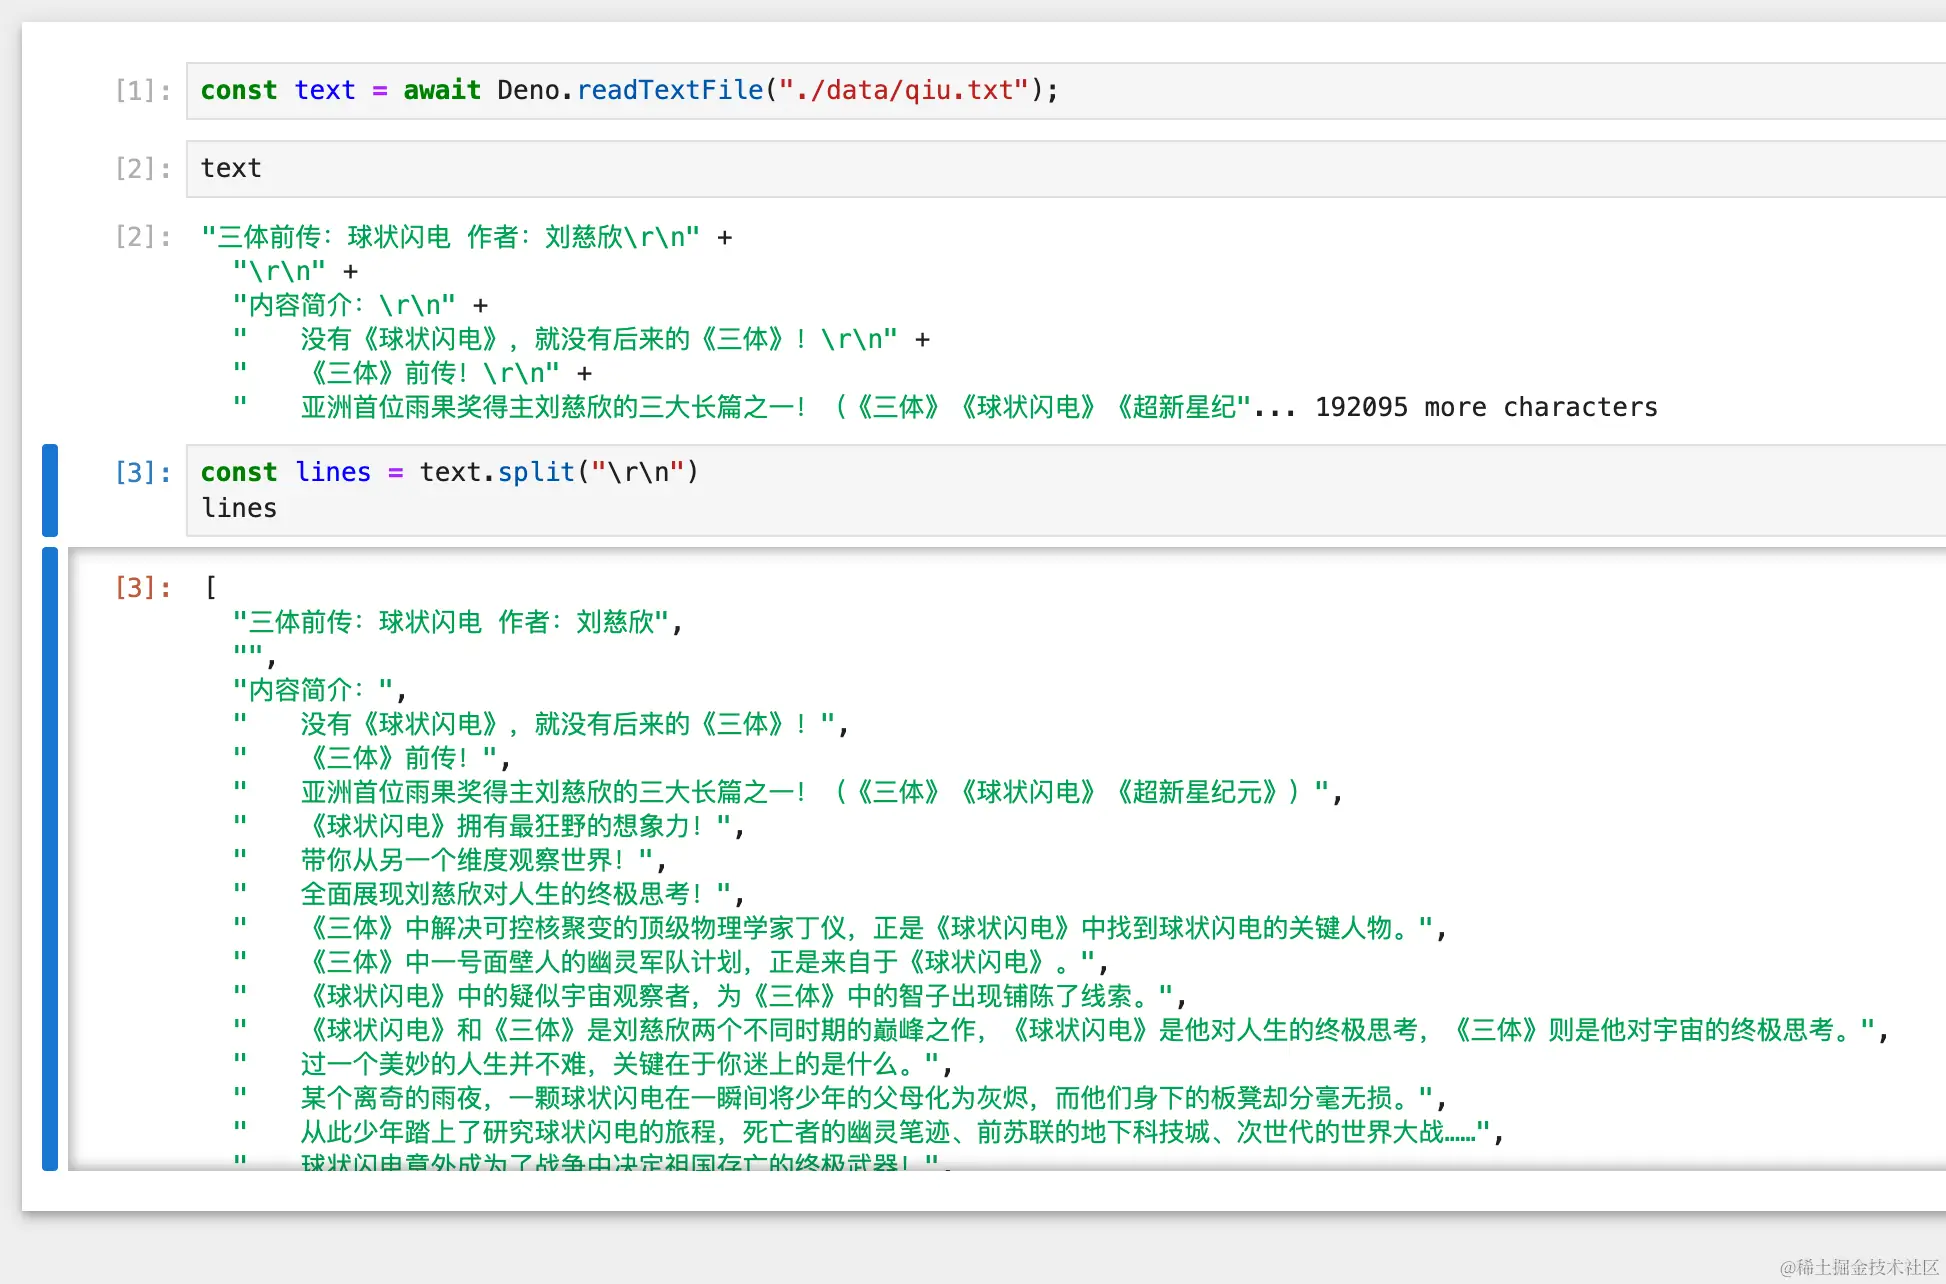 [1]: const text = await Deno.readTextFile("./data/qiu.txt");
[2]: text
[2]: "三体前传：球状闪电 作者：刘慈欣\r\n" +
"\r\n" +
"内容简介：\r\n" +
"    没有《球状闪电》，就没有后来的《三体》！\r\n" +
"    《三体》前传！\r\n" +
"    亚洲首位雨果奖得主刘慈欣的三大长篇之一！（《三体》《球状闪电》《超新星纪"... 192095 more characters
[3]: const lines = text.split("\r\n")
lines
[3]: [
"三体前传：球状闪电 作者：刘慈欣",
"",
"内容简介：",
"    没有《球状闪电》，就没有后来的《三体》！",
"    《三体》前传！",
"    亚洲首位雨果奖得主刘慈欣的三大长篇之一！（《三体》《球状闪电》《超新星纪元》）",
"    《球状闪电》拥有最狂野的想象力！",
"    带你从另一个维度观察世界！",
"    全面展现刘慈欣对人生的终极思考！",
"    《三体》中解决可控核聚变的顶级物理学家丁仪，正是《球状闪电》中找到球状闪电的关键人物。",
"    《三体》中一号面壁人的幽灵军队计划，正是来自于《球状闪电》。",
"    《球状闪电》中的疑似宇宙观察者，为《三体》中的智子出现铺陈了线索。",
"    《球状闪电》和《三体》是刘慈欣两个不同时期的巅峰之作，《球状闪电》是他对人生的终极思考，《三体》则是他对宇宙的终极思考。",
"    过一个美妙的人生并不难，关键在于你迷上的是什么。",
"    某个离奇的雨夜，一颗球状闪电在一瞬间将少年的父母化为灰烬，而他们身下的板凳却分毫无损。",
"    从此少年踏上了研究球状闪电的旅程，死亡者的幽灵笔迹、前苏联的地下科技城、次世代的世界大战……",
"    球状闪电意外成为了战争中决定祖国存亡的终极武器！",
@稀土掘金技术社区